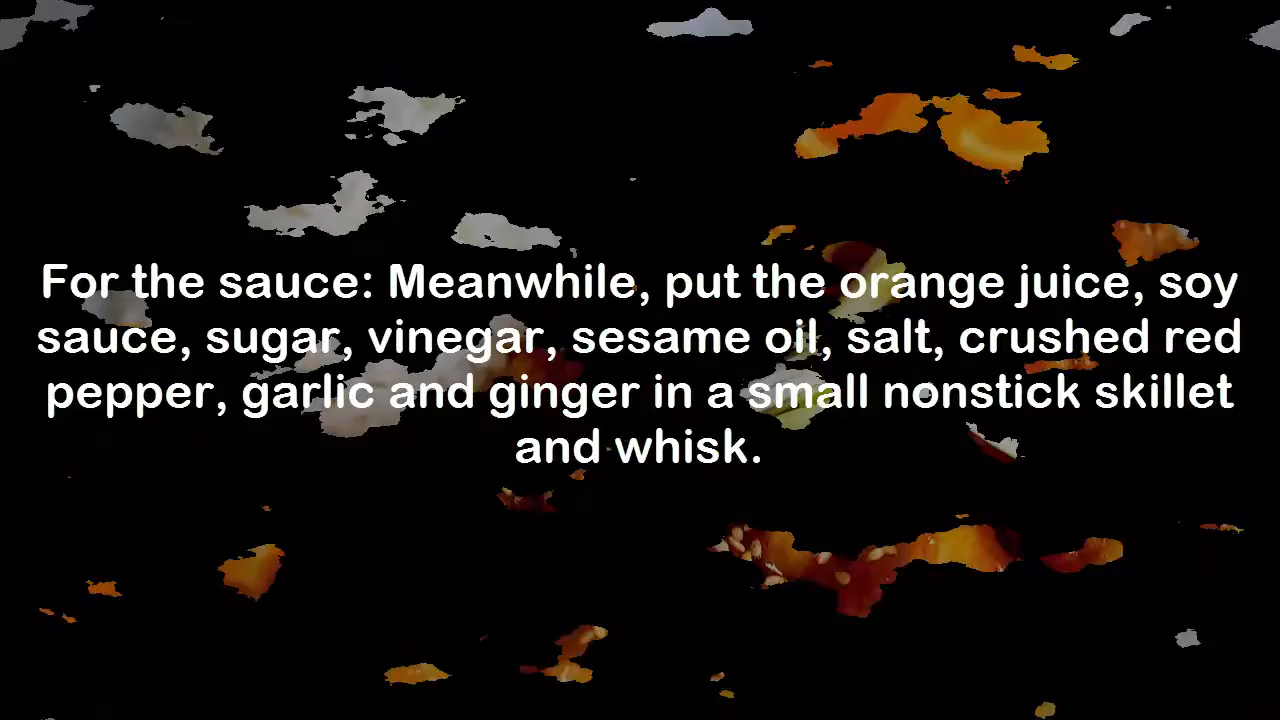 For the sauce: Meanwhile, put the orange juice, soy
sauce, sugar, vinegar, sesame oil, salt, crushed red
pepper, garlic and ginger in a small nonstick skillet
and whisk.